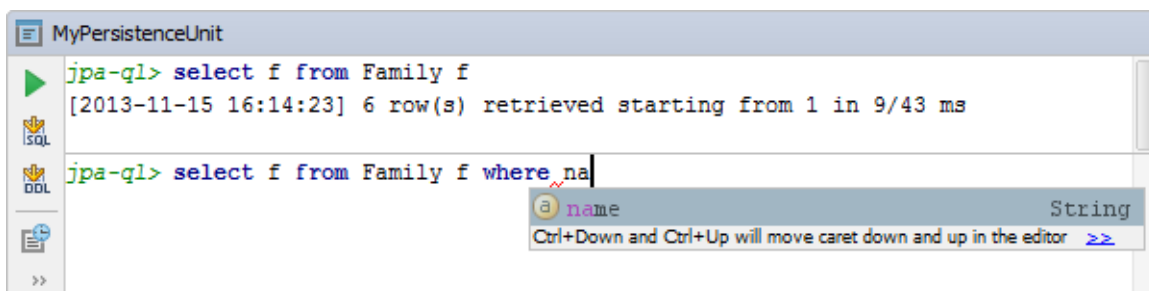 MyPersistenceUnit
jpa-ql> select f from Family f
[2013-11-15 16:14:23] 6 row(s) retrieved starting from 1 in 9/43 ms
SQL
jpa-ql> select f from Family f where na
DDL
a name String
Ctrl+Down and Ctrl+Up will move caret down and up in the editor >>
>>